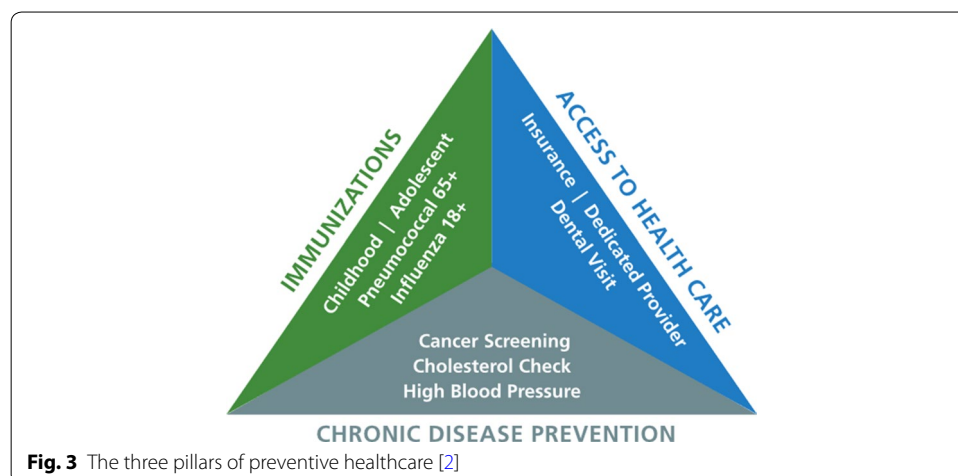 IMMUNIZATIONS
Childhood | Adolescent
Pneumococcal 65+
Influenza 18+
ACCESS TO HEALTH CARE
Insurance | Dedicated Provider
Dental Visit
Cancer Screening
Cholesterol Check
High Blood Pressure
CHRONIC DISEASE PREVENTION
Fig. 3 The three pillars of preventive healthcare [2]